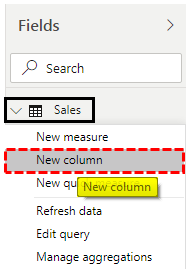 Fields
Search
Sales
New measure
New column
New qu
New column
Refresh data
Edit query
Manage aggregations